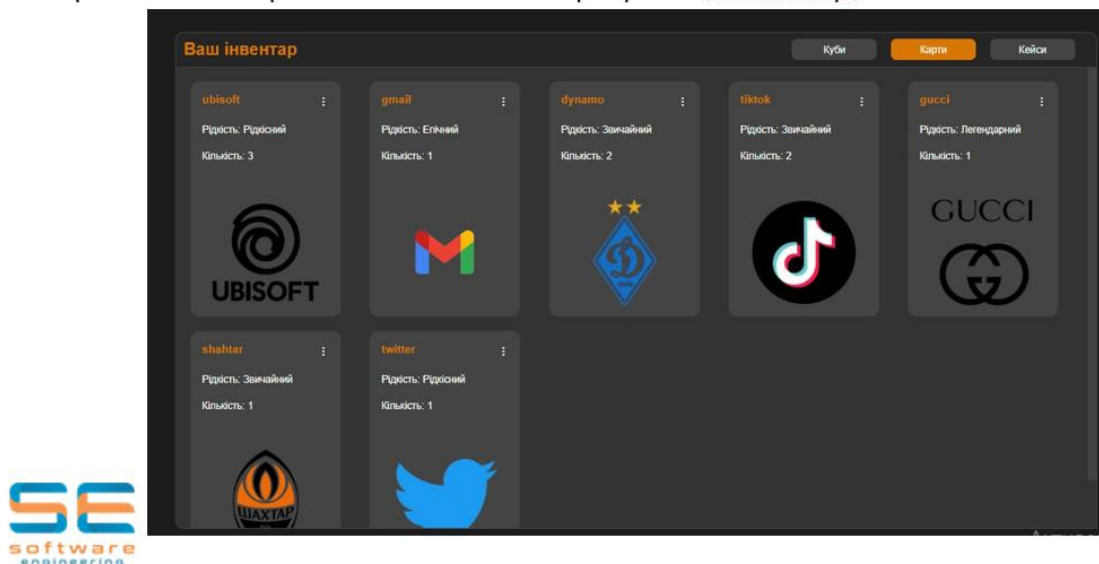 Ваш інвентар
Куби
Карти
Кейси
ubisoft
Рідкість: Рідкісний
Кількість: 3
UBISOFT
gmail
Рідкість: Епічний
Кількість: 1
dynamo
Рідкість: Звичайний
Кількість: 2
tiktok
Рідкість: Звичайний
Кількість: 2
gucci
Рідкість: Легендарний
Кількість: 1
GUCCI
shahtar
Рідкість: Звичайний
Кількість: 1
ШАХТАР
twitter
Рідкість: Рідкісний
Кількість: 1
SE
software
engineering